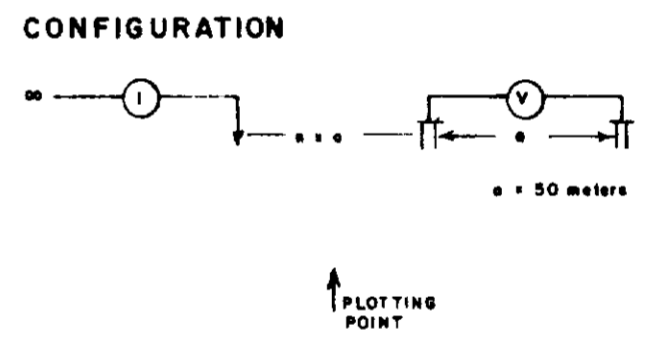 CONFIGURATION
∞ I V
n x a a
a = 50 meters
PLOTTING
POINT